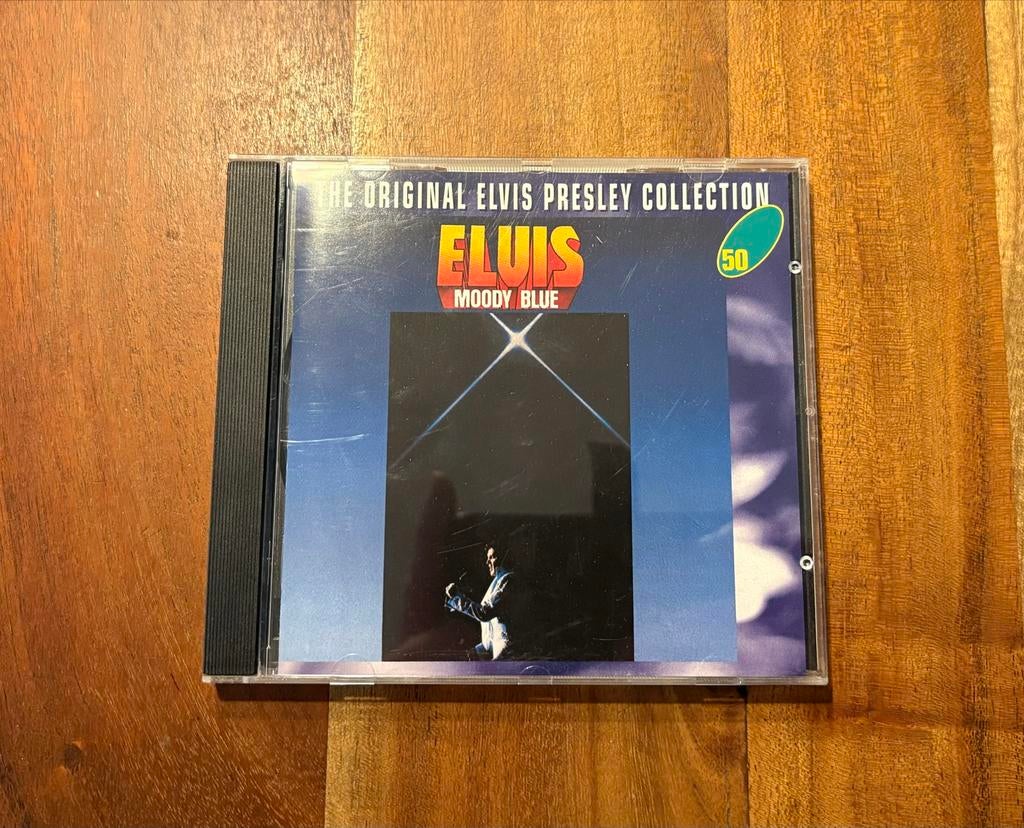 THE ORIGINAL ELVIS PRESLEY COLLECTION
50
ELVIS
MOODY BLUE